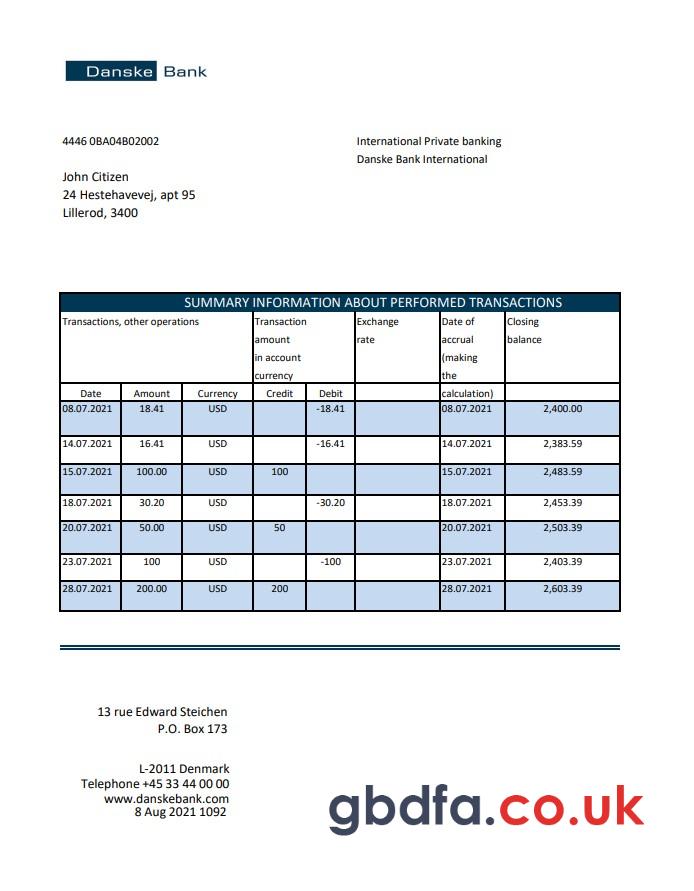 Danske Bank
4446 0BA04B02002
International Private banking
Danske Bank International
John Citizen
24 Hestehavevej, apt 95
Lillerod, 3400
SUMMARY INFORMATION ABOUT PERFORMED TRANSACTIONS
Transactions, other operations
Transaction
amount
in account
currency
Exchange
rate
Date of
accrual
(making
the
calculation)
Closing
balance
Date Amount Currency Credit Debit
08.07.2021 18.41 USD -18.41 08.07.2021 2,400.00
14.07.2021 16.41 USD -16.41 14.07.2021 2,383.59
15.07.2021 100.00 USD 100 15.07.2021 2,483.59
18.07.2021 30.20 USD -30.20 18.07.2021 2,453.39
20.07.2021 50.00 USD 50 20.07.2021 2,503.39
23.07.2021 100 USD -100 23.07.2021 2,403.39
28.07.2021 200.00 USD 200 28.07.2021 2,603.39
13 rue Edward Steichen
P.O. Box 173
L-2011 Denmark
Telephone +45 33 44 00 00
www.danskebank.com
8 Aug 2021 1092
gbdfa.co.uk